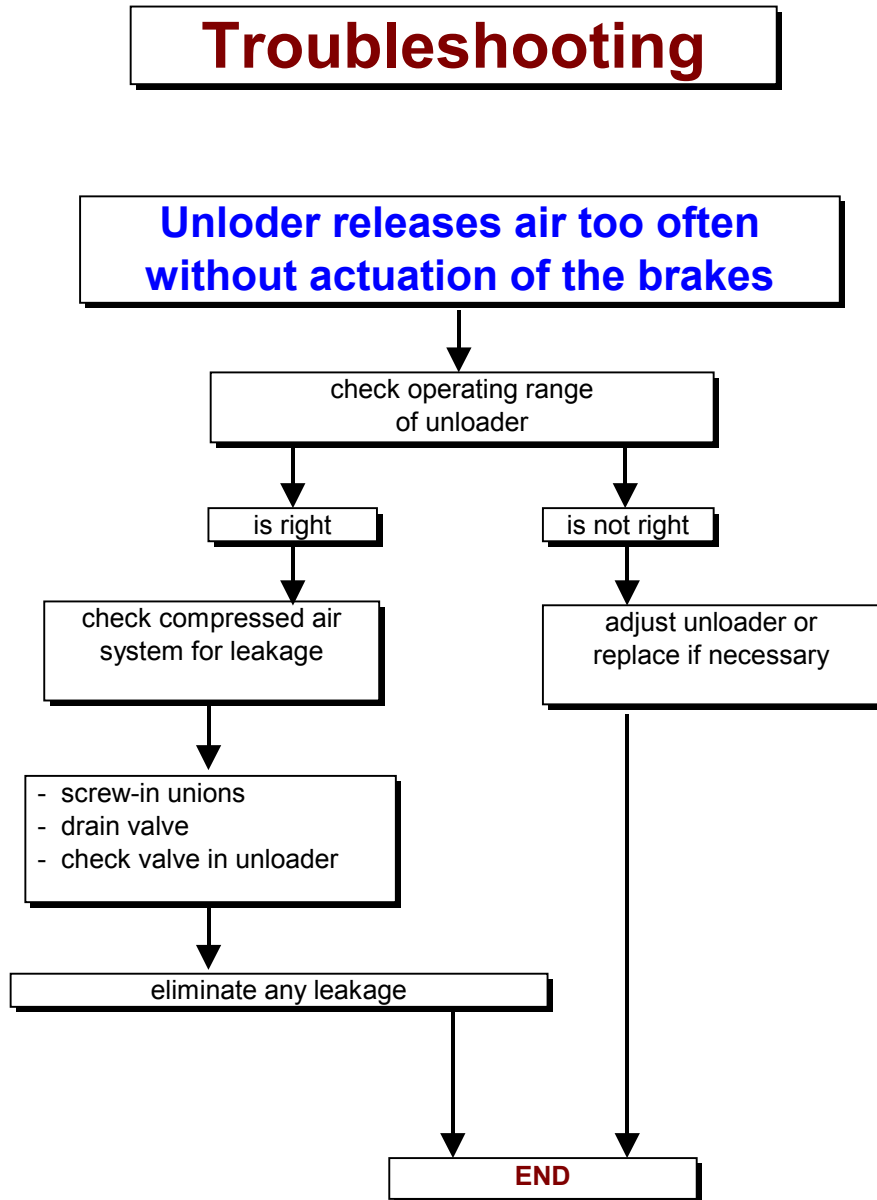 Troubleshooting
Unloder releases air too often
without actuation of the brakes
check operating range
of unloader
is right
is not right
check compressed air
system for leakage
adjust unloader or
replace if necessary
- screw-in unions
- drain valve
- check valve in unloader
eliminate any leakage
END